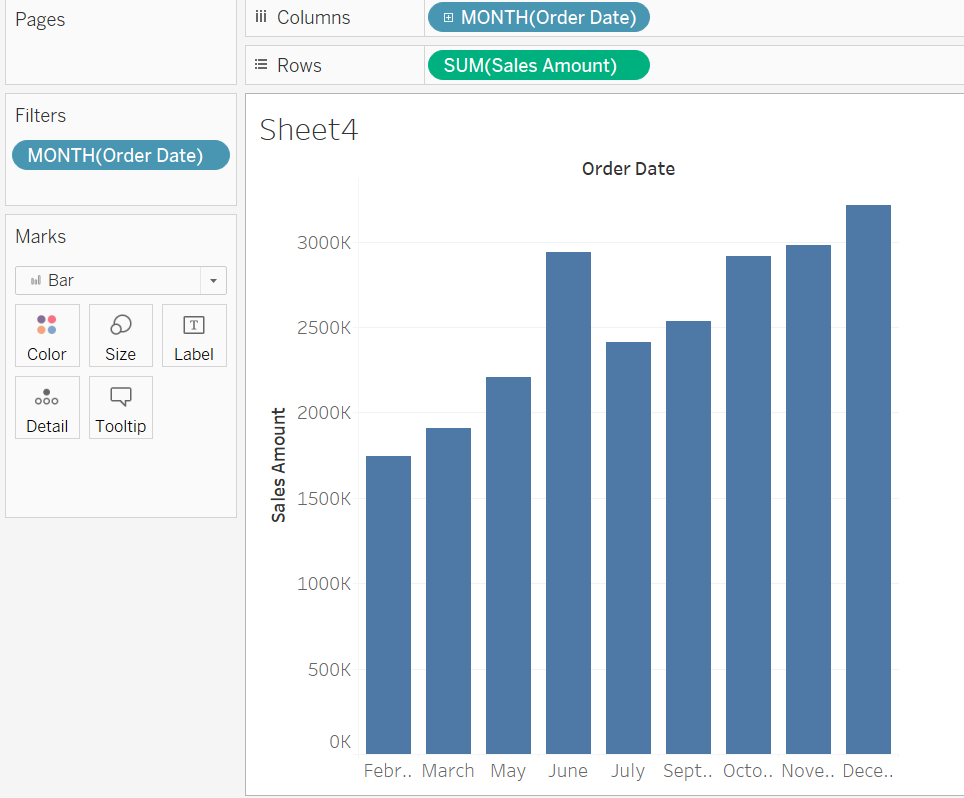 Pages
Columns
MONTH(Order Date)
Rows
SUM(Sales Amount)
Filters
MONTH(Order Date)
Marks
Bar
Color
Size
T
Label
Detail
Tooltip
Sheet4
Order Date
Sales Amount
3000K
2500K
2000K
1500K
1000K
500K
0K
Febr.. March May June July Sept.. Octo.. Nove.. Dece..